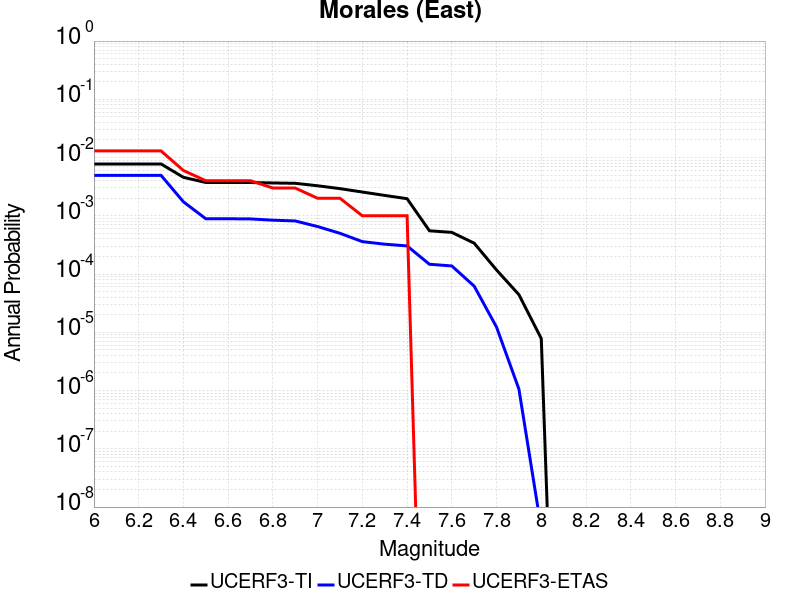 Morales (East)
10^0
10^-1
10^-2
10^-3
10^-4
10^-5
10^-6
10^-7
10^-8
Annual Probability
6 6.2 6.4 6.6 6.8 7 7.2 7.4 7.6 7.8 8 8.2 8.4 8.6 8.8 9
Magnitude
UCERF3-TI UCERF3-TD UCERF3-ETAS